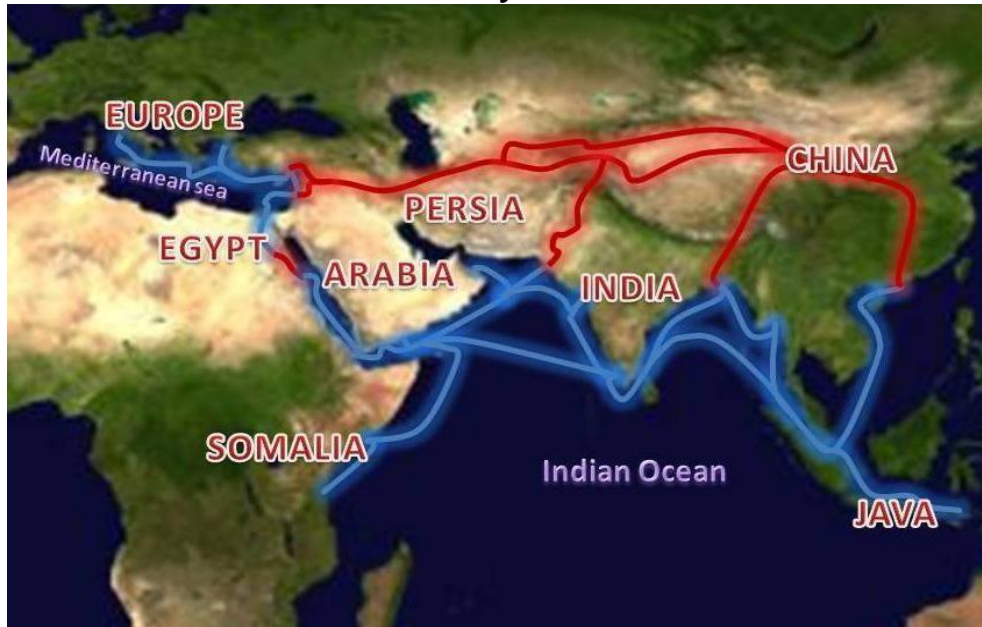 EUROPE
Mediterranean sea
CHINA
PERSIA
EGYPT
ARABIA
INDIA
SOMALIA
Indian Ocean
JAVA